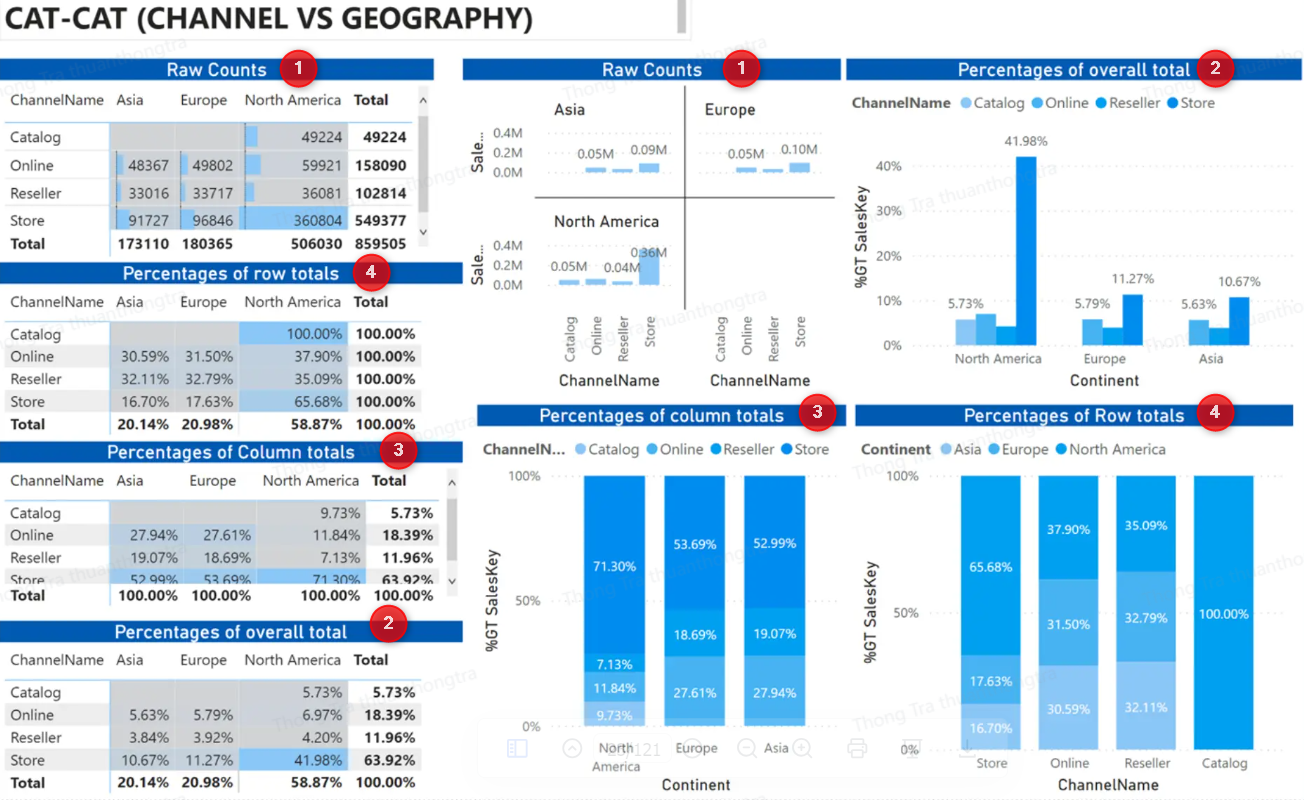 CAT-CAT (CHANNEL VS GEOGRAPHY)
Raw Counts 1
ChannelName Asia Europe North America Total
Catalog 49224 49224
Online 48367 49802 59921 158090
Reseller 33016 33717 36081 102814
Store 91727 96846 360804 549377
Total 173110 180365 506030 859505
Percentages of row totals 4
ChannelName Asia Europe North America Total
Catalog 100.00% 100.00%
Online 30.59% 31.50% 37.90% 100.00%
Reseller 32.11% 32.79% 35.09% 100.00%
Store 16.70% 17.63% 65.68% 100.00%
Total 20.14% 20.98% 58.87% 100.00%
Percentages of Column totals 3
ChannelName Asia Europe North America Total
Catalog 9.73% 5.73%
Online 27.94% 27.61% 11.84% 18.39%
Reseller 19.07% 18.69% 7.13% 11.96%
Store 52.99% 53.69% 71.30% 63.92%
Total 100.00% 100.00% 100.00% 100.00%
Percentages of overall total 2
ChannelName Asia Europe North America Total
Catalog 5.73% 5.73%
Online 5.63% 5.79% 6.97% 18.39%
Reseller 3.84% 3.92% 4.20% 11.96%
Store 10.67% 11.27% 41.98% 63.92%
Total 20.14% 20.98% 58.87% 100.00%
Raw Counts 1
Asia Europe
Sale...
0.4M
0.2M
0.0M
0.05M 0.09M 0.05M 0.10M
North America
Sale...
0.4M
0.2M
0.0M
0.05M 0.04M 0.36M
Catalog Online Reseller Store Catalog Online Reseller Store
ChannelName ChannelName
Percentages of overall total 2
ChannelName Catalog Online Reseller Store
%GT SalesKey
40%
30%
20%
10%
0%
41.98%
5.73% 5.79% 11.27% 5.63% 10.67%
North America Europe Asia
Continent
Percentages of column totals 3
ChannelN... Catalog Online Reseller Store
%GT SalesKey
100%
50%
0%
71.30% 53.69% 52.99%
7.13% 18.69% 19.07%
11.84% 27.61% 27.94%
9.73%
North America Europe Asia
Continent
Percentages of Row totals 4
Continent Asia Europe North America
%GT SalesKey
100%
50%
0%
65.68% 37.90% 35.09% 100.00%
17.63% 31.50% 32.79%
16.70% 30.59% 32.11%
Store Online Reseller Catalog
ChannelName
Thong Tra thuanthongtra